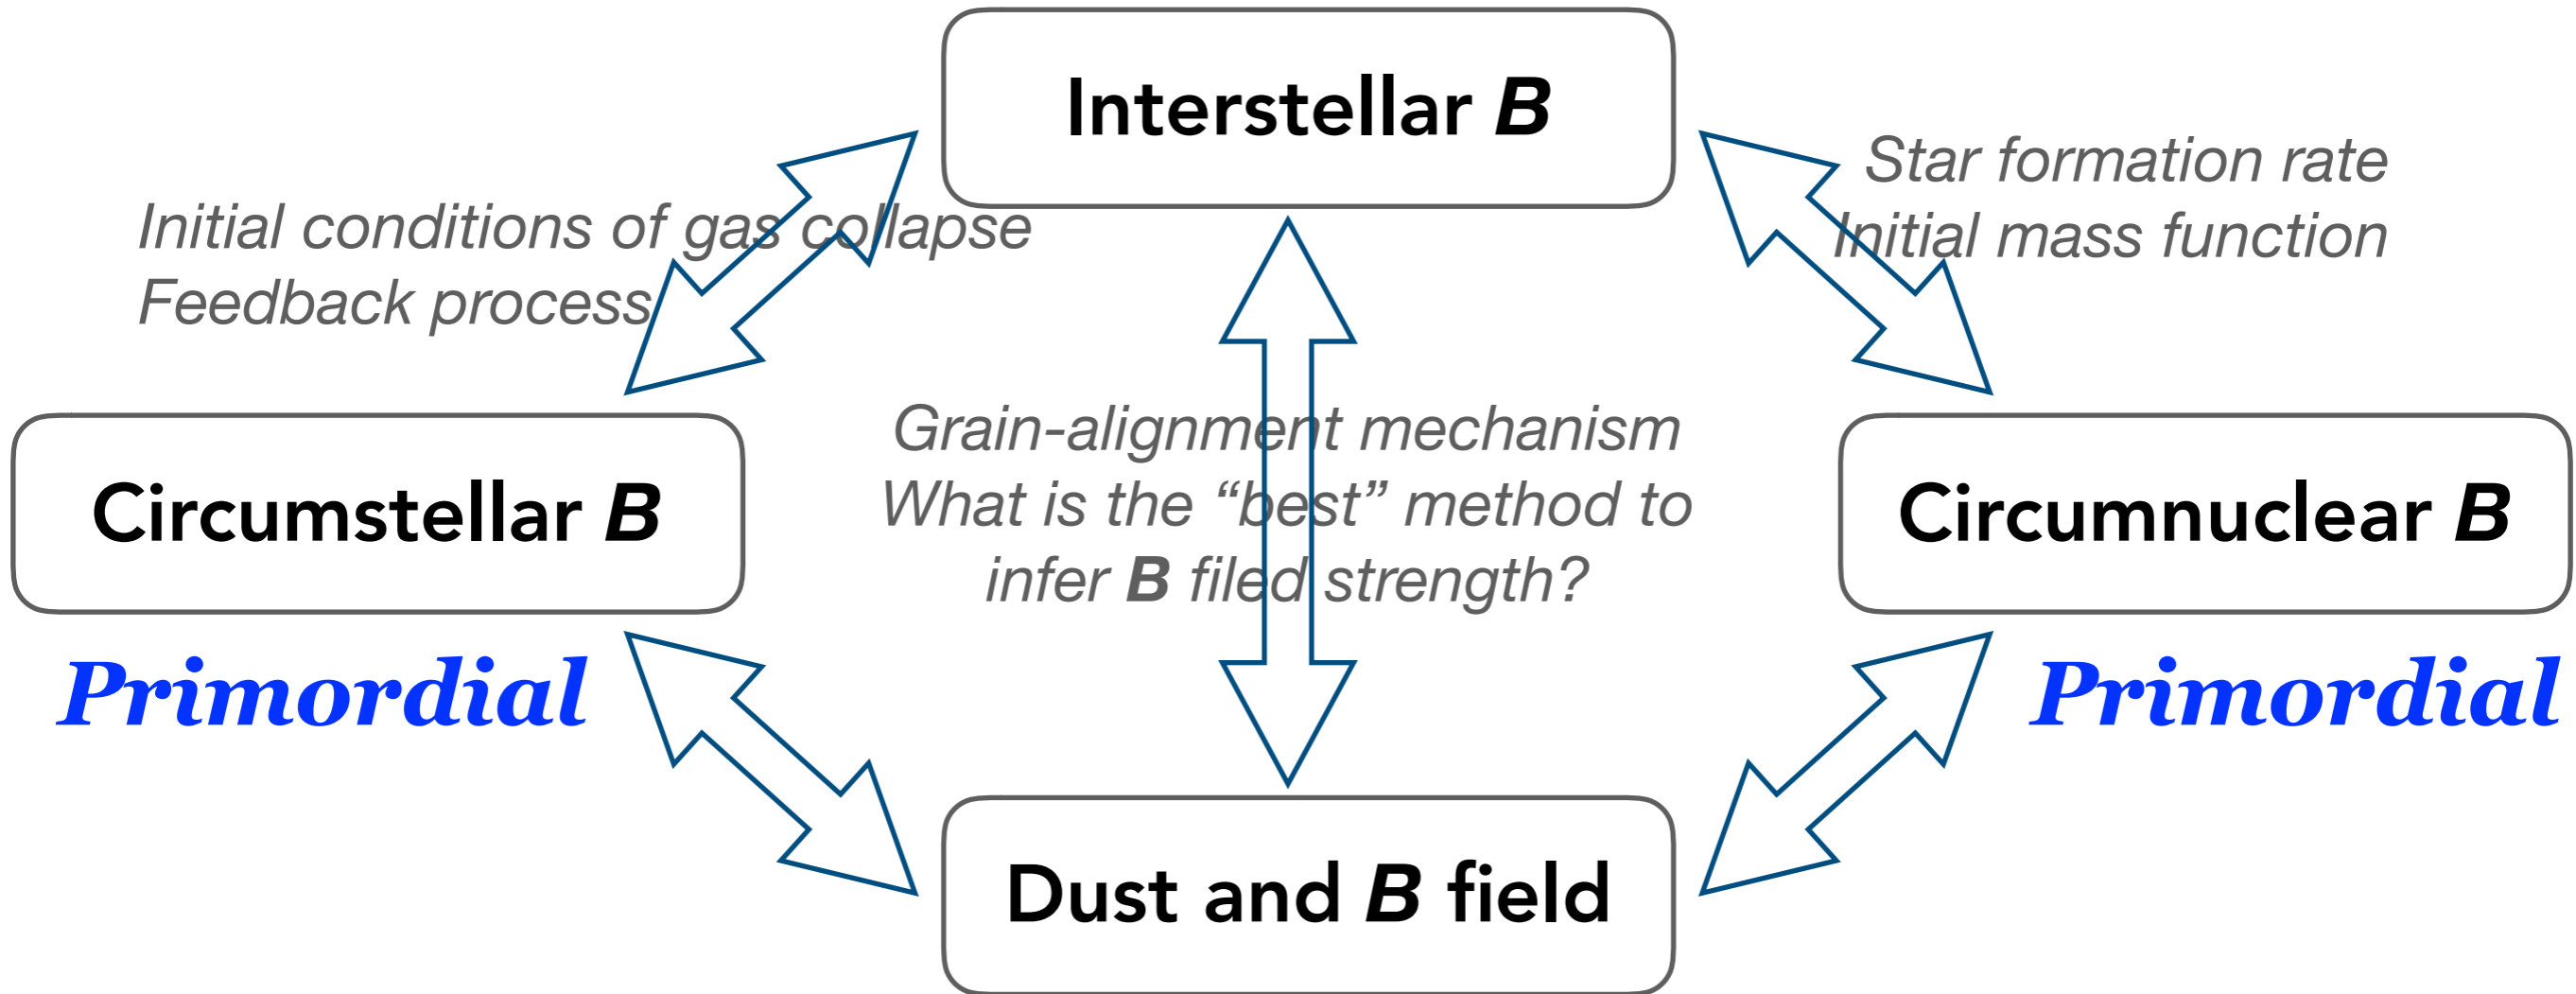 Interstellar B
Star formation rate
Initial mass function
Initial conditions of gas collapse
Feedback process
Grain-alignment mechanism
What is the “best” method to
infer B filed strength?
Circumstellar B
Circumnuclear B
Primordial
Primordial
Dust and B field